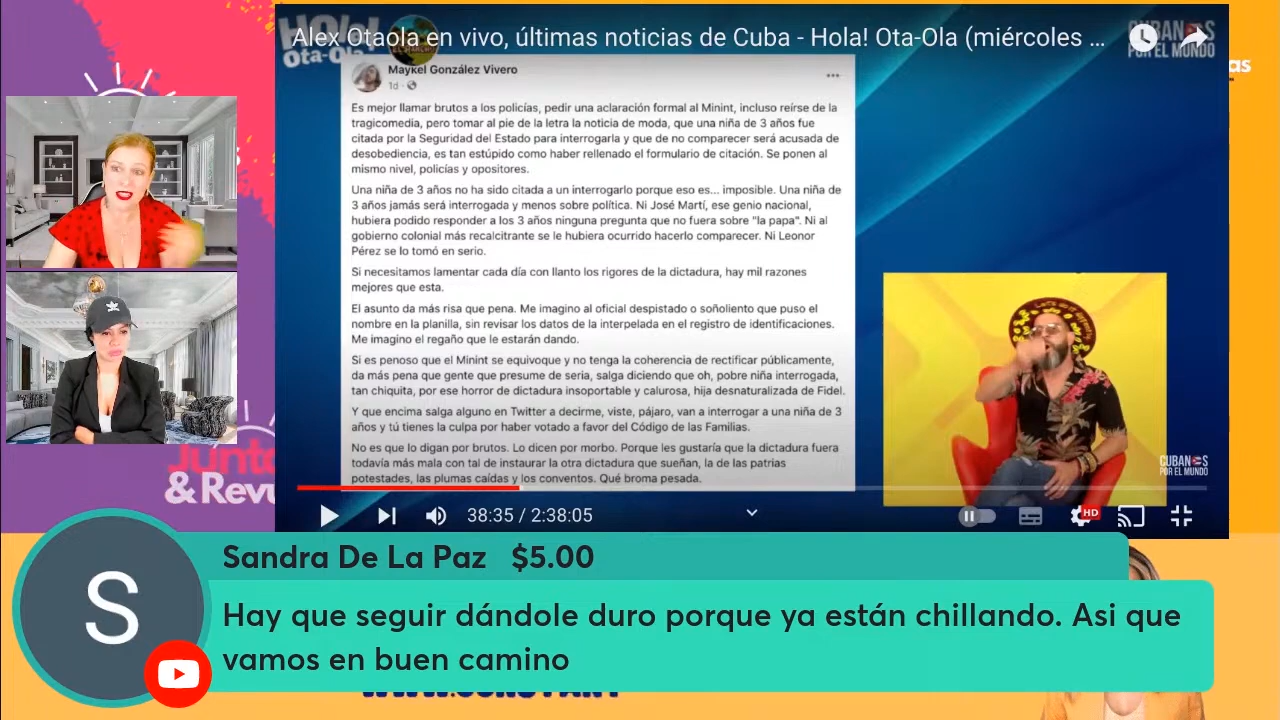 HOLA!
Ota-Ola
Alex Otaola en vivo, últimas noticias de Cuba - Hola! Ota-Ola (miércoles ...
CUBANOS
POR EL MUNDO
as
Maykel González Vivero
1d ·
Es mejor llamar brutos a los policías, pedir una aclaración formal al Minint, incluso reírse de la
tragicomedia, pero tomar al pie de la letra la noticia de moda, que una niña de 3 años fue
citada por la Seguridad del Estado para interrogarla y que de no comparecer será acusada de
desobediencia, es tan estúpido como haber rellenado el formulario de citación. Se ponen al
mismo nivel, policías y opositores.
Una niña de 3 años no ha sido citada a un interrogarlo porque eso es... imposible. Una niña de
3 años jamás será interrogada y menos sobre política. Ni José Martí, ese genio nacional,
hubiera podido responder a los 3 años ninguna pregunta que no fuera sobre "la papa". Ni al
gobierno colonial más recalcitrante se le hubiera ocurrido hacerlo comparecer. Ni Leonor
Pérez se lo tomó en serio.
Si necesitamos lamentar cada día con llanto los rigores de la dictadura, hay mil razones
mejores que esta.
El asunto da más risa que pena. Me imagino al oficial despistado o soñoliento que puso el
nombre en la planilla, sin revisar los datos de la interpelada en el registro de identificaciones.
Me imagino el regaño que le estarán dando.
Si es penoso que el Minint se equivoque y no tenga la coherencia de rectificar públicamente,
da más pena que gente que presume de seria, salga diciendo que oh, pobre niña interrogada,
tan chiquita, por ese horror de dictadura insoportable y calurosa, hija desnaturalizada de Fidel.
Y que encima salga alguno en Twitter a decirme, viste, pájaro, van a interrogar a una niña de 3
años y tú tienes la culpa por haber votado a favor del Código de las Familias.
No es que lo digan por brutos. Lo dicen por morbo. Porque les gustaría que la dictadura fuera
todavía más mala con tal de instaurar la otra dictadura que sueñan, la de las patrias
potestades, las plumas caídas y los conventos. Qué broma pesada.
CUBANOS
POR EL MUNDO
Junto
& Revu
38:35 / 2:38:05
HD
S
Sandra De La Paz $5.00
Hay que seguir dándole duro porque ya están chillando. Asi que
vamos en buen camino